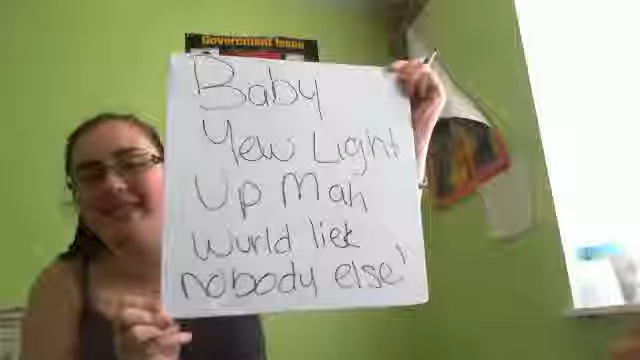 Government Issue
Baby
Yew Light
Up Mah
Wurld liek
nobody else"